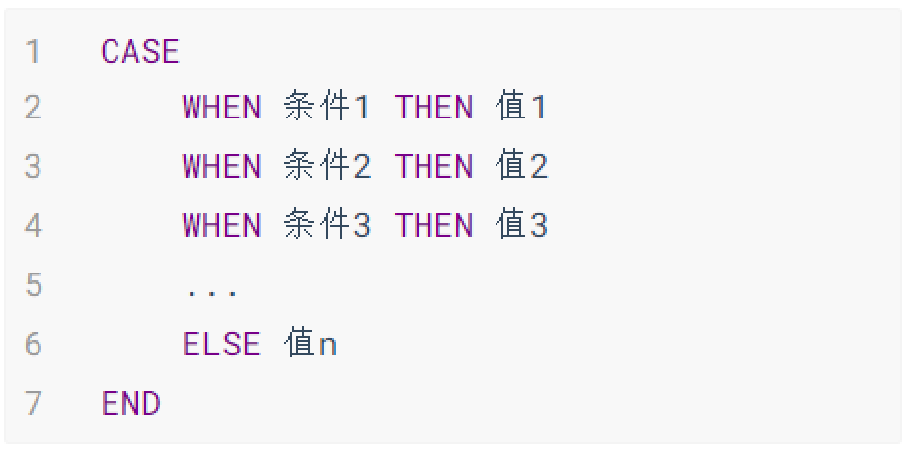 1 CASE
2 WHEN 条件1 THEN 值1
3 WHEN 条件2 THEN 值2
4 WHEN 条件3 THEN 值3
5 ...
6 ELSE 值n
7 END